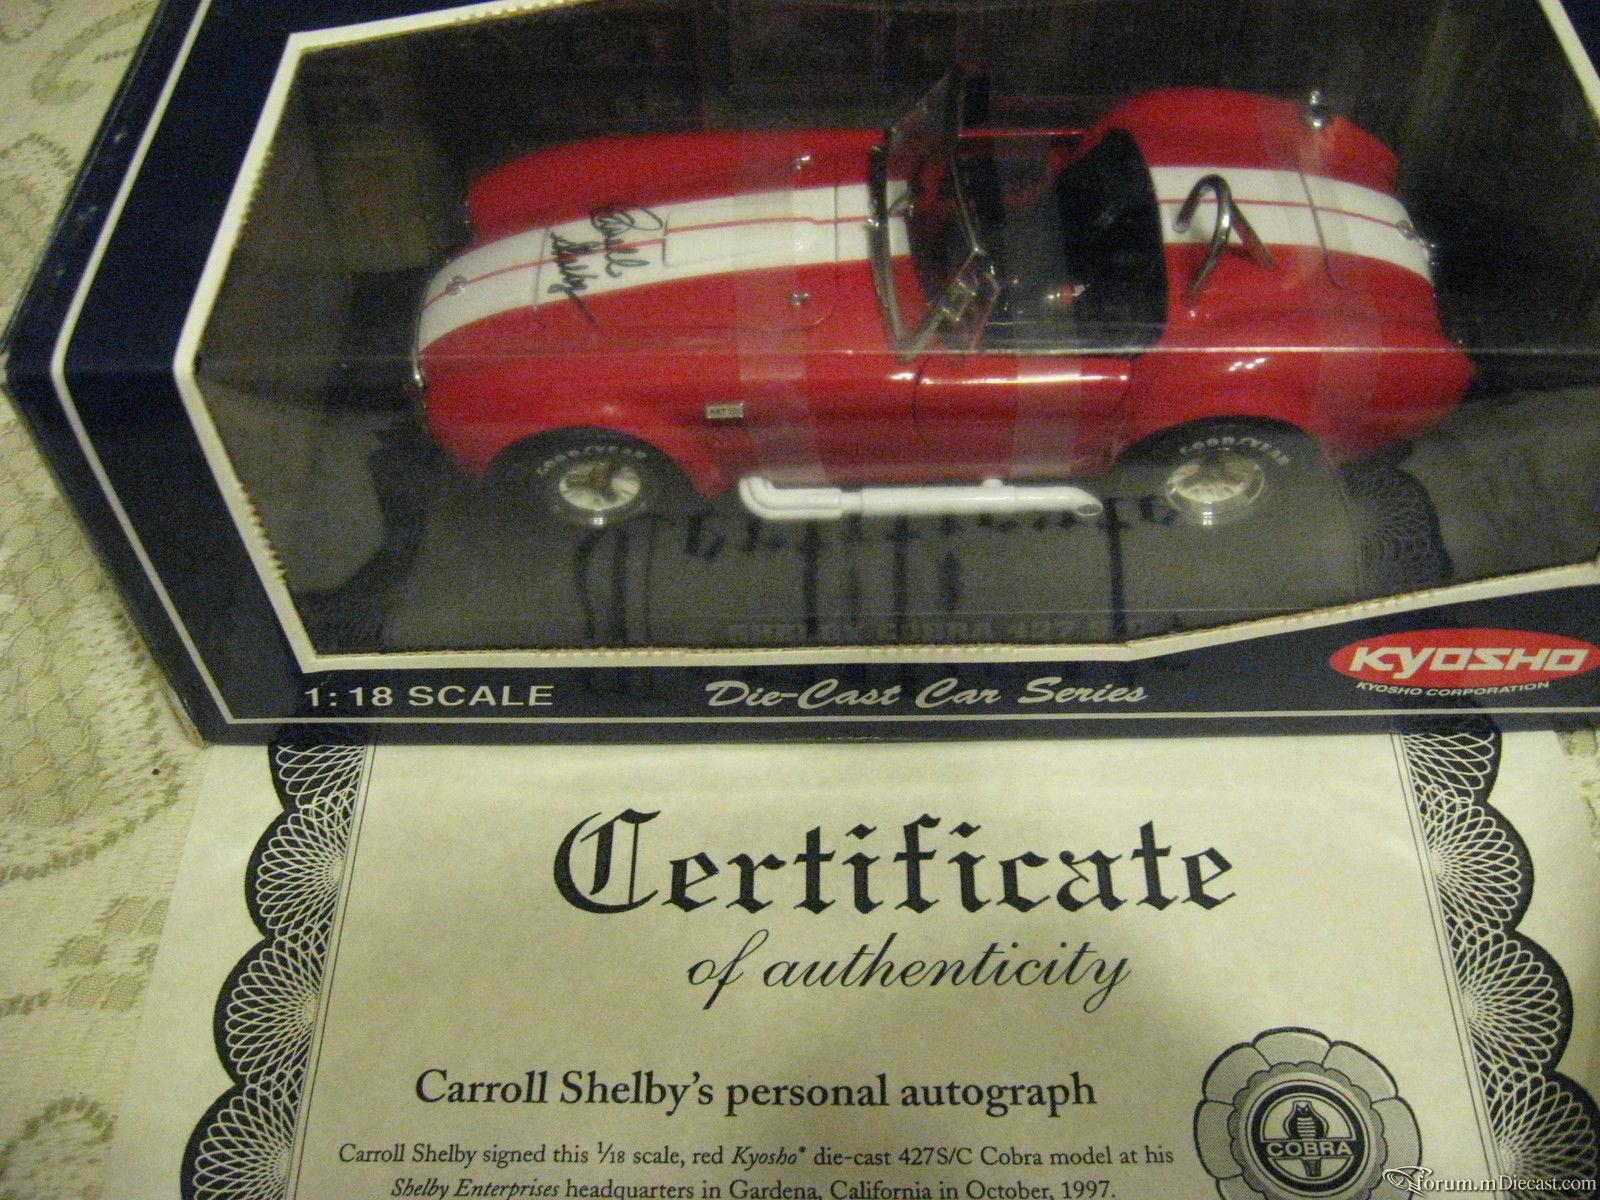 Carroll
Shelby
GOODYEAR
GOODYEAR
1:18 SCALE
Die-Cast Car Series
KYOSHO
KYOSHO CORPORATION
Certificate
of authenticity
Carroll Shelby's personal autograph
Carroll Shelby signed this 1/18 scale, red Kyosho® die-cast 427S/C Cobra model at his
Shelby Enterprises headquarters in Gardena, California in October, 1997.
COBRA
forum.mDiecast.com